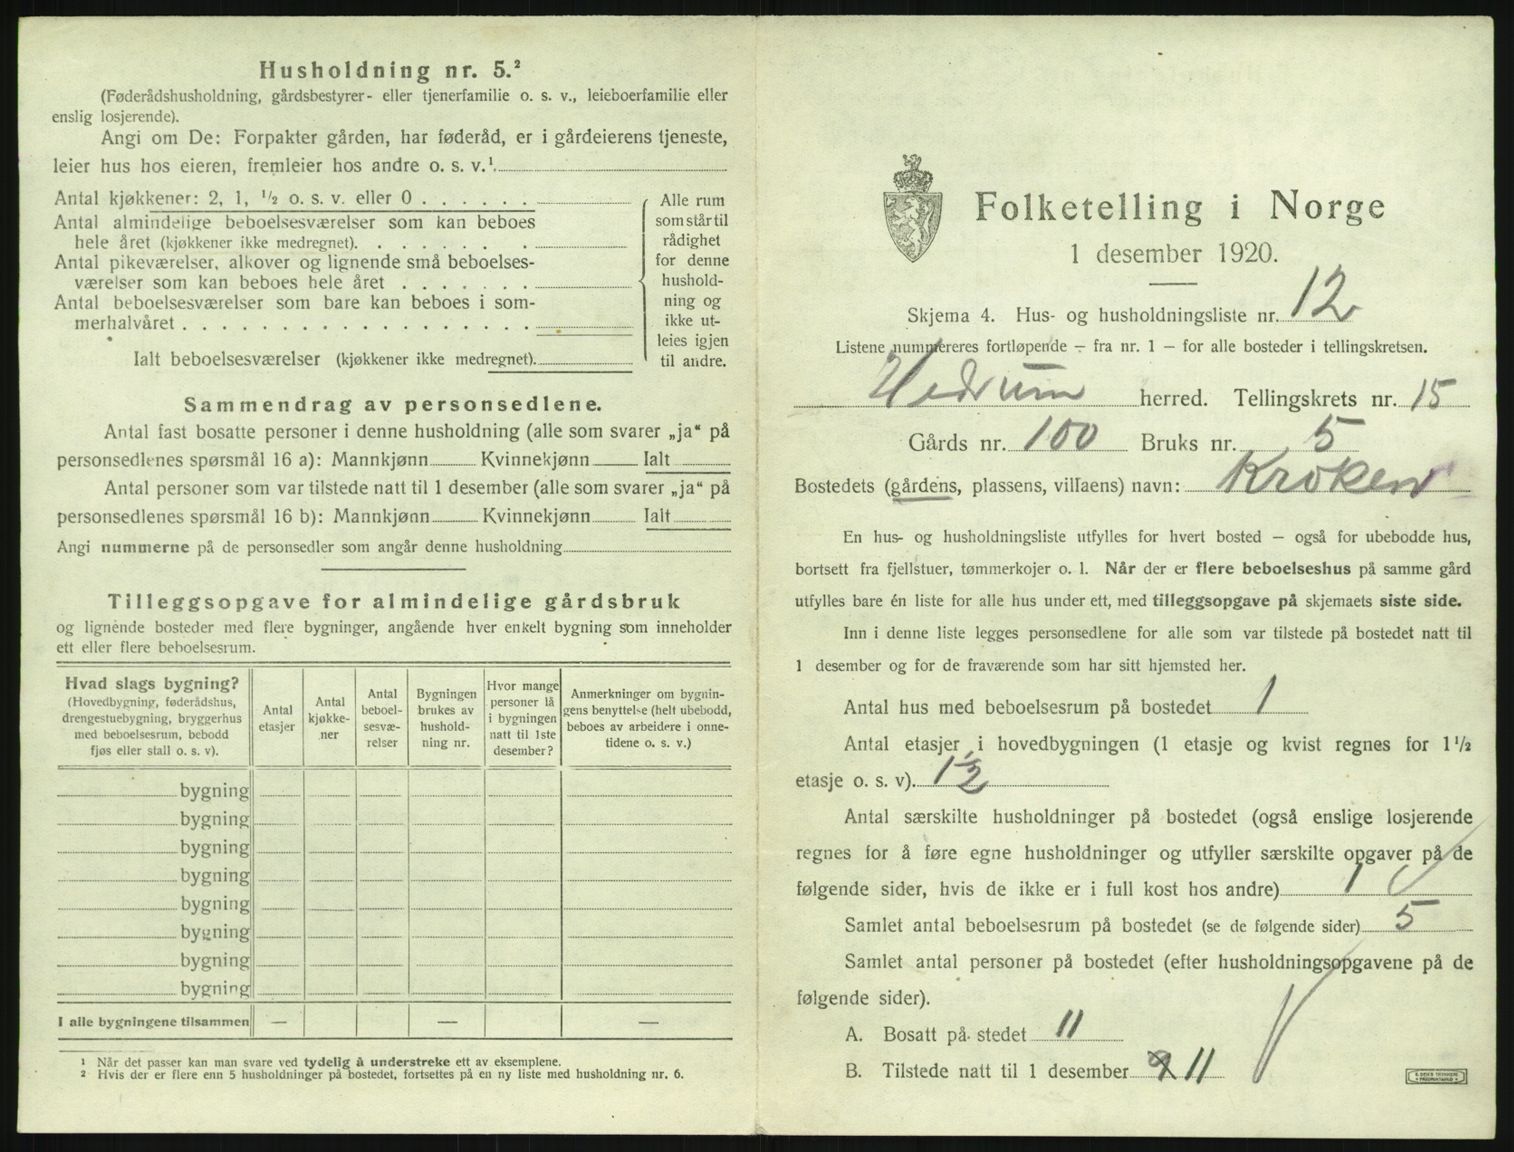 Husholdning nr. 5.²
(Føderådshusholdning, gårdsbestyrer- eller tjenerfamilie o. s. v., leieboerfamilie eller
enslig losjerende).
Angi om De: Forpakter gården, har føderåd, er i gårdeierens tjeneste,
leier hus hos eieren, fremleier hos andre o. s. v.¹
Antal kjøkkener: 2, 1, ½ o. s. v. eller 0 . . . . . .
Antal almindelige beboelsesværelser som kan beboes
hele året (kjøkkener ikke medregnet). . . . . . . .
Antal pikeværelser, alkover og lignende små beboelses-
værelser som kan beboes hele året . . . . . . .
Antal beboelsesværelser som bare kan beboes i som-
merhalvåret . . . . . . . . . . . . . . . . . .
Ialt beboelsesværelser (kjøkkener ikke medregnet).
Alle rum
som står til
rådighet
for denne
hushold-
ning og
ikke ut-
leies igjen
til andre.
Sammendrag av personsedlene.
Antal fast bosatte personer i denne husholdning (alle som svarer „ja“ på
personsedlenes spørsmål 16 a): Mannkjønn Kvinnekjønn Ialt
Antal personer som var tilstede natt til 1 desember (alle som svarer „ja“ på
personsedlenes spørsmål 16 b): Mannkjønn Kvinnekjønn Ialt
Angi nummerne på de personsedler som angår denne husholdning
Tilleggsopgave for almindelige gårdsbruk
og lignende bosteder med flere bygninger, angående hver enkelt bygning som inneholder
ett eller flere beboelsesrum.
Hvad slags bygning?
(Hovedbygning, føderådshus,
drengestuebygning, bryggerhus
med beboelsesrum, bebodd
fjøs eller stall o. s. v).
Antal
etasjer
Antal
kjøkke-
ner
Antal
beboel-
sesvæ-
relser
Bygningen
brukes av
hushold-
ning nr.
Hvor mange
personer lå
i bygningen
natt til 1ste
desember?
Anmerkninger om bygnin-
gens benyttelse (helt ubebodd,
beboes av arbeidere i onne-
tidene o. s. v.)
bygning
bygning
bygning
bygning
bygning
bygning
bygning
bygning
I alle bygningene tilsammen — — —
¹ Når det passer kan man svare ved tydelig å understreke ett av eksemplene.
² Hvis der er flere enn 5 husholdninger på bostedet, fortsettes på en ny liste med husholdning nr. 6.
Folketelling i Norge
1 desember 1920.
Skjema 4. Hus- og husholdningsliste nr. 12
Listene nummereres fortløpende – fra nr. 1 – for alle bosteder i tellingskretsen.
Hedrum herred. Tellingskrets nr. 15
Gårds nr. 100 Bruks nr. 5
Bostedets (gårdens, plassens, villaens) navn: Kroken
En hus- og husholdningsliste utfylles for hvert bosted – også for ubebodde hus,
bortsett fra fjellstuer, tømmerkojer o. l. Når der er flere beboelseshus på samme gård
utfylles bare én liste for alle hus under ett, med tilleggsopgave på skjemaets siste side.
Inn i denne liste legges personsedlene for alle som var tilstede på bostedet natt til
1 desember og for de fraværende som har sitt hjemsted her.
Antal hus med beboelsesrum på bostedet 1
Antal etasjer i hovedbygningen (1 etasje og kvist regnes for 1½
etasje o. s. v). 1½
Antal særskilte husholdninger på bostedet (også enslige losjerende
regnes for å føre egne husholdninger og utfyller særskilte opgaver på de
følgende sider, hvis de ikke er i full kost hos andre) 1
Samlet antal beboelsesrum på bostedet (se de følgende sider) 5
Samlet antal personer på bostedet (efter husholdningsopgavene på de
følgende sider).
A. Bosatt på stedet 11
B. Tilstede natt til 1 desember 11